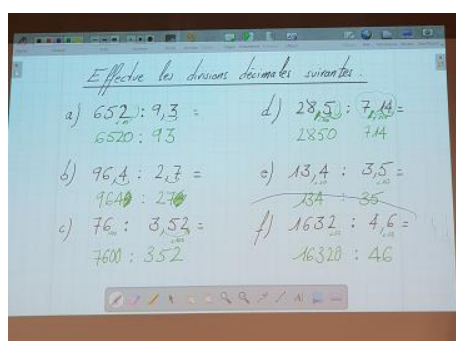 Effectue les divisions décimales suivantes.
a) 652 : 9,3 =
6520 : 93
b) 96,4 : 2,7 =
964 : 27
c) 76 : 3,52 =
7600 : 352
d) 28,5 : 7,14 =
2850 714
e) 13,4 : 3,5 =
134 : 35
f) 1632 : 4,6 =
16320 : 46